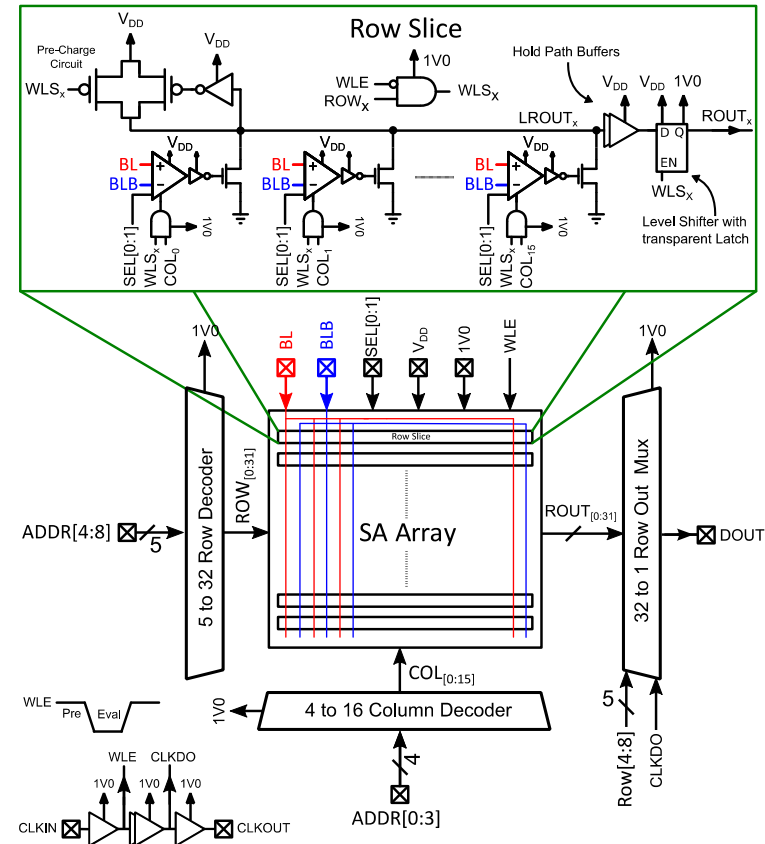 Row Slice
Pre-Charge
Circuit
V_DD
V_DD
WLS_x
1V0
WLE
ROW_x
WLS_x
Hold Path Buffers
V_DD
V_DD
1V0
LROUT_x
D
Q
EN
ROUT_x
WLS_x
Level Shifter with
transparent Latch
V_DD
BL
BLB
+
−
1V0
SEL[0:1]
WLS_x
COL_0
V_DD
BL
BLB
+
−
1V0
SEL[0:1]
WLS_x
COL_1
V_DD
BL
BLB
+
−
1V0
SEL[0:1]
WLS_x
COL_15
1V0
BL
BLB
SEL[0:1]
V_DD
1V0
WLE
1V0
Row Slice
ADDR[4:8]
5
5 to 32 Row Decoder
ROW[0:31]
SA Array
ROUT[0:31]
32 to 1 Row Out Mux
DOUT
COL[0:15]
1V0
4 to 16 Column Decoder
4
ADDR[0:3]
5
Row[4:8]
CLKDO
WLE
Pre
Eval
WLE
CLKDO
1V0
1V0
1V0
CLKIN
CLKOUT